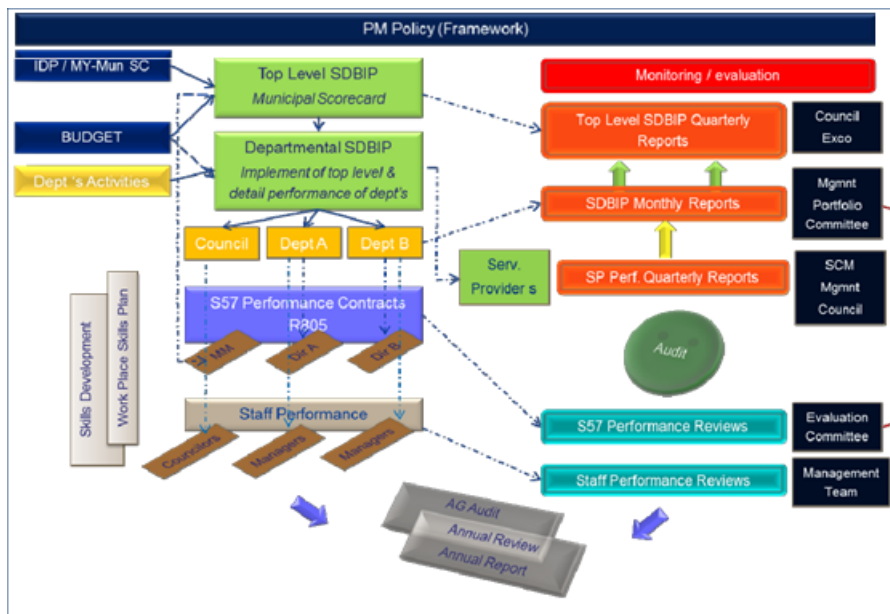 PM Policy (Framework)
IDP / MY-Mun SC
Top Level SDBIP
Municipal Scorecard
BUDGET
Departmental SDBIP
Implement of top level &
detail performance of dept's
Dept 's Activities
Council
Dept A
Dept B
Serv.
Provider s
S57 Performance Contracts
R805
MM
Dir A
Dir B
Skills Development
Work Place Skills Plan
Staff Performance
Councilors
Managers
Managers
Monitoring / evaluation
Top Level SDBIP Quarterly
Reports
Council
Exco
SDBIP Monthly Reports
Mgmnt
Portfolio
Committee
SP Perf. Quarterly Reports
SCM
Mgmnt
Council
Audit
S57 Performance Reviews
Evaluation
Committee
Staff Performance Reviews
Management
Team
AG Audit
Annual Review
Annual Report